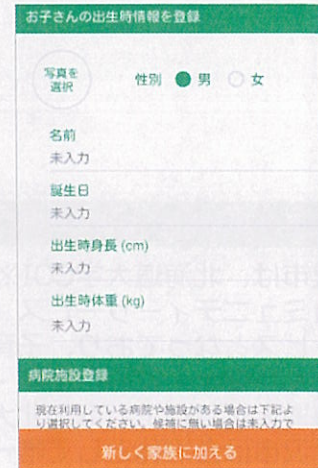 お子さんの出生時情報を登録
写真を
選択
性別 男 女
名前
未入力
誕生日
未入力
出生時身長 (cm)
未入力
出生時体重 (kg)
未入力
病院施設登録
現在利用している病院や施設がある場合は下記よ
り選択してください。候補に無い場合は未入力で
新しく家族に加える